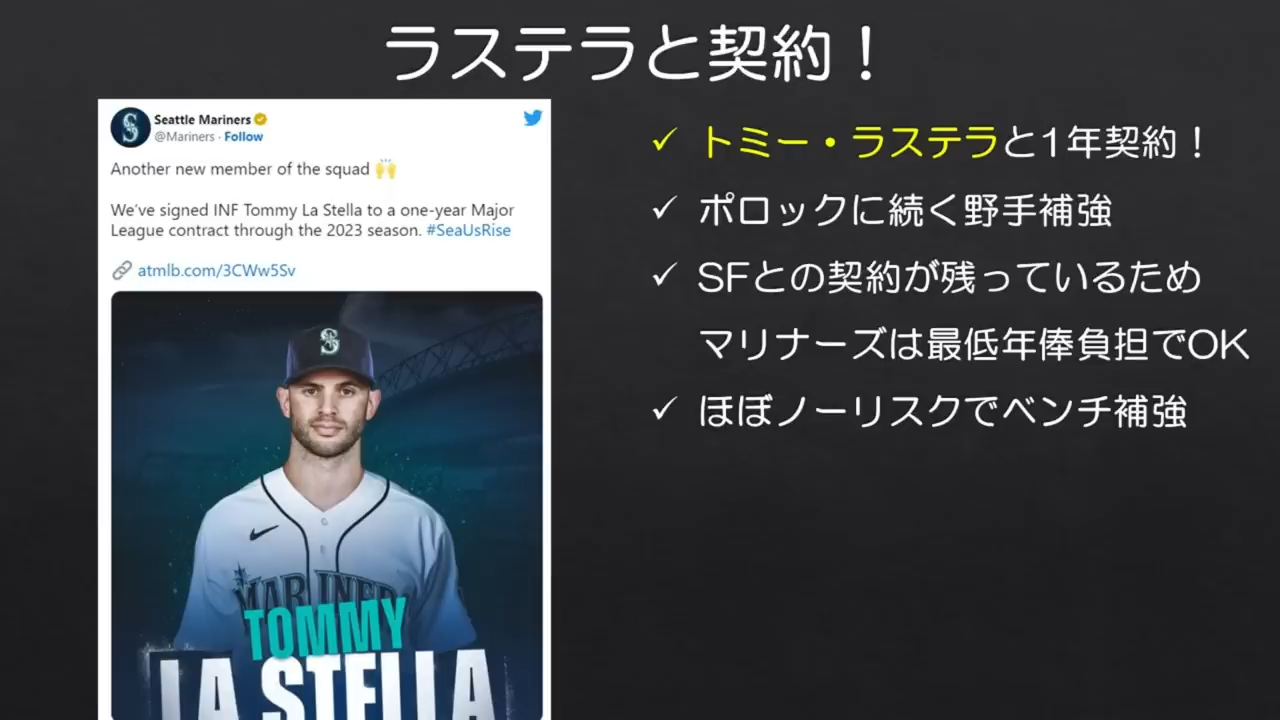 ラステラと契約！
Seattle Mariners
@Mariners · Follow
Another new member of the squad 🙌
We've signed INF Tommy La Stella to a one-year Major
League contract through the 2023 season. #SeaUsRise
atmlb.com/3CWw5Sv
S
MARINERS
TOMMY
LA STELLA
✓ トミー・ラステラと1年契約！
✓ ポロックに続く野手補強
✓ SFとの契約が残っているため
マリナーズは最低年俸負担でOK
✓ ほぼノーリスクでベンチ補強